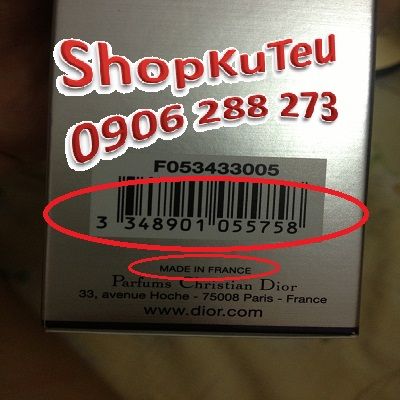 ShopKuTeu
0906 288 273
F053433005
3 348901 055758
MADE IN FRANCE
Parfums Christian Dior
33, avenue Hoche - 75008 Paris - France
www.dior.com